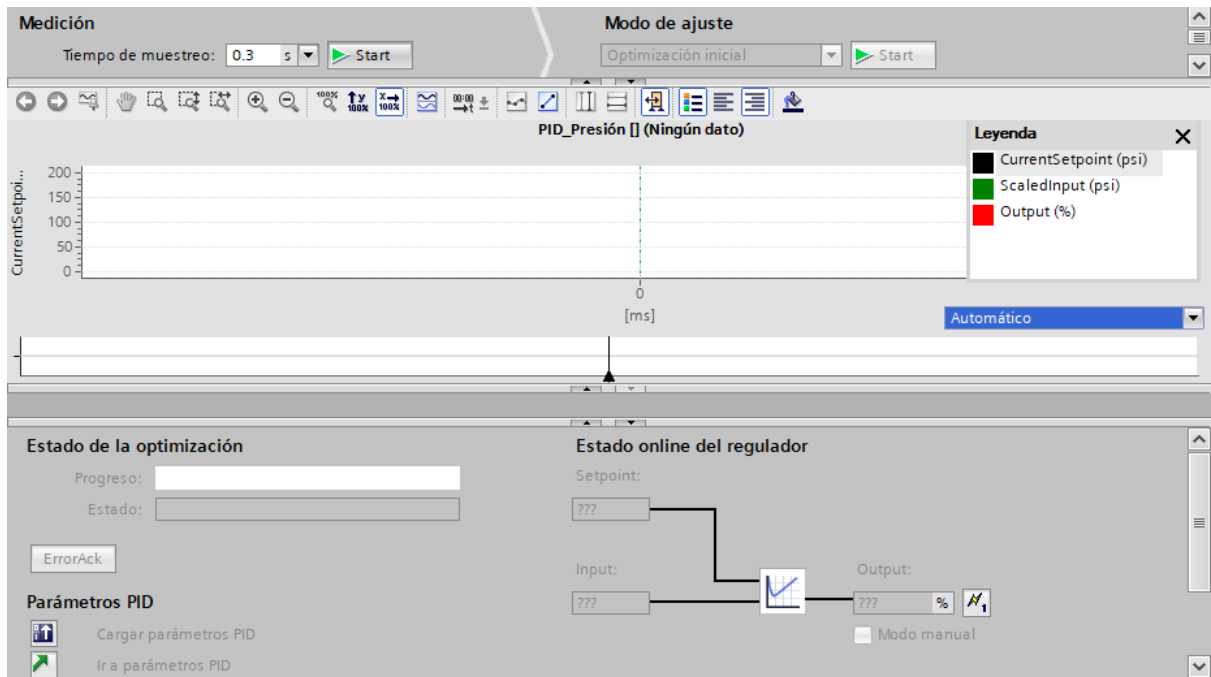 Medición
Modo de ajuste
Tiempo de muestreo: 0.3 s Start
Optimización inicial Start
PID_Presión [] (Ningún dato)
Leyenda
CurrentSetpoint (psi)
ScaledInput (psi)
Output (%)
CurrentSetpoi...
200
150
100
50
0
0
[ms]
Automático
Estado de la optimización
Progreso:
Estado:
ErrorAck
Parámetros PID
Cargar parámetros PID
Ir a parámetros PID
Estado online del regulador
Setpoint:
???
Input:
???
Output:
??? %
Modo manual